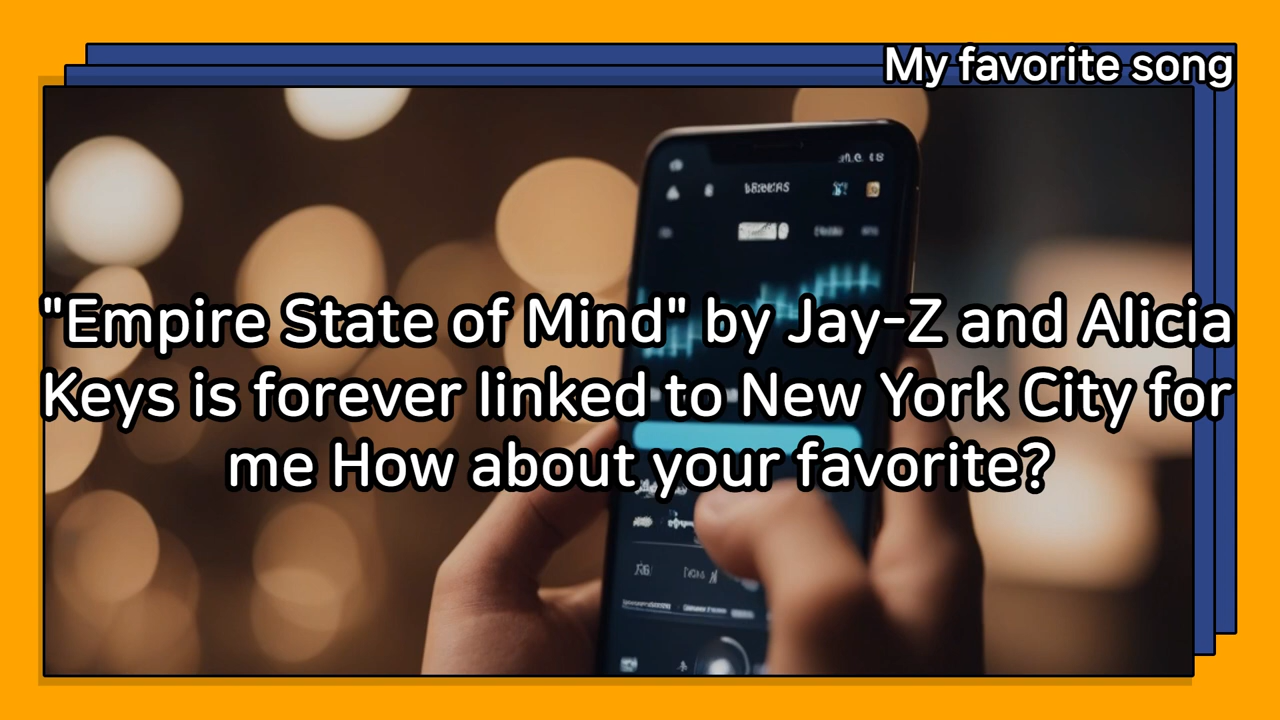 My favorite song
"Empire State of Mind" by Jay-Z and Alicia
Keys is forever linked to New York City for
me How about your favorite?